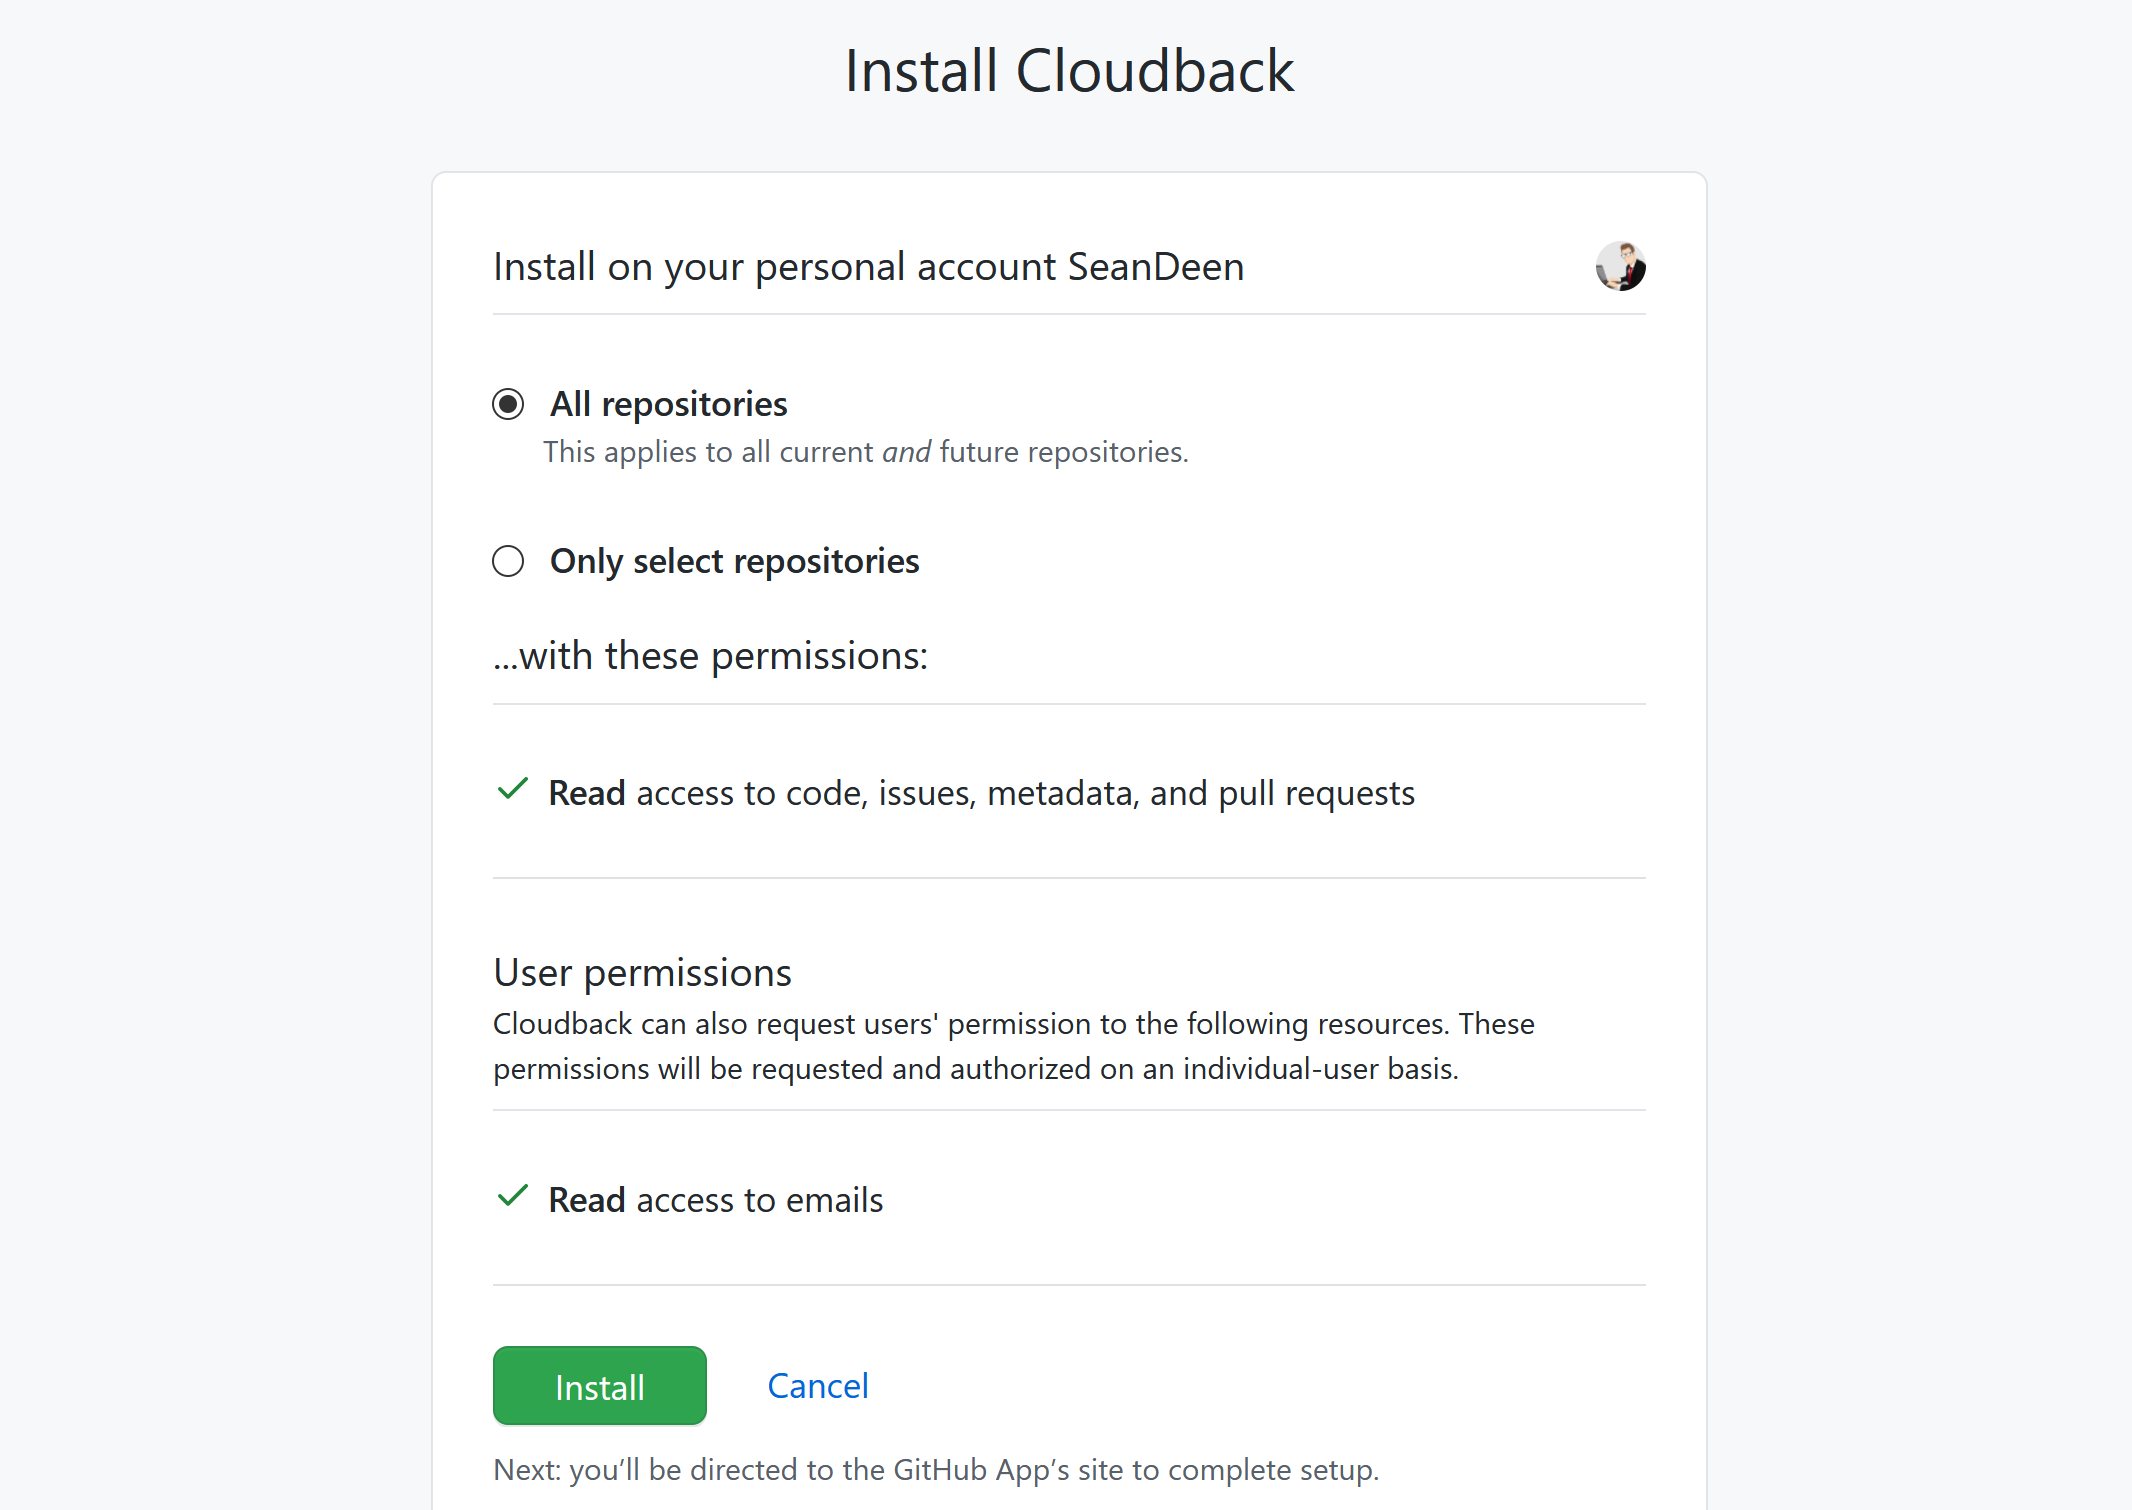 Install Cloudback
Install on your personal account SeanDeen
All repositories
This applies to all current and future repositories.
Only select repositories
...with these permissions:
Read access to code, issues, metadata, and pull requests
User permissions
Cloudback can also request users' permission to the following resources. These
permissions will be requested and authorized on an individual-user basis.
Read access to emails
Install
Cancel
Next: you’ll be directed to the GitHub App’s site to complete setup.